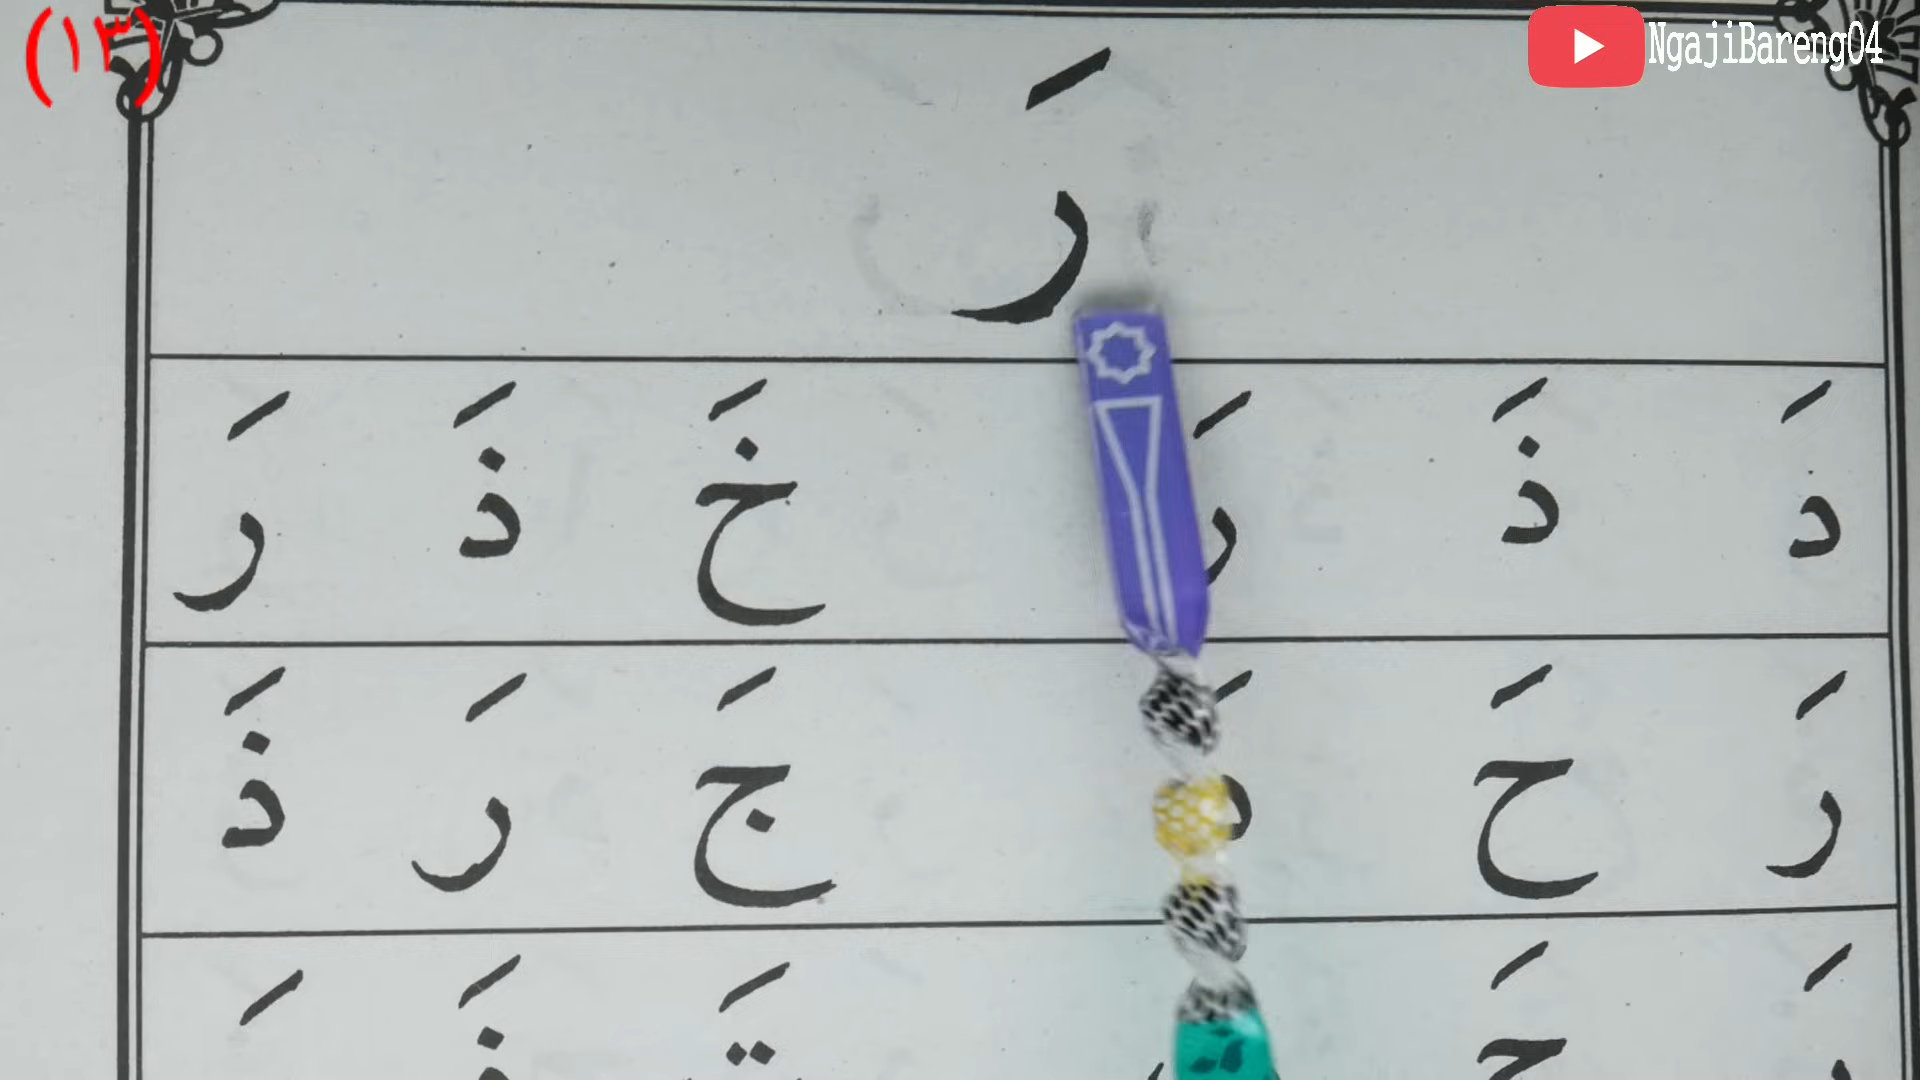 (١٣)
NgajiBareng04
رَ
دَ ذَ رَ خَ ذَ رَ
رَ حَ جَ رَ ذَ